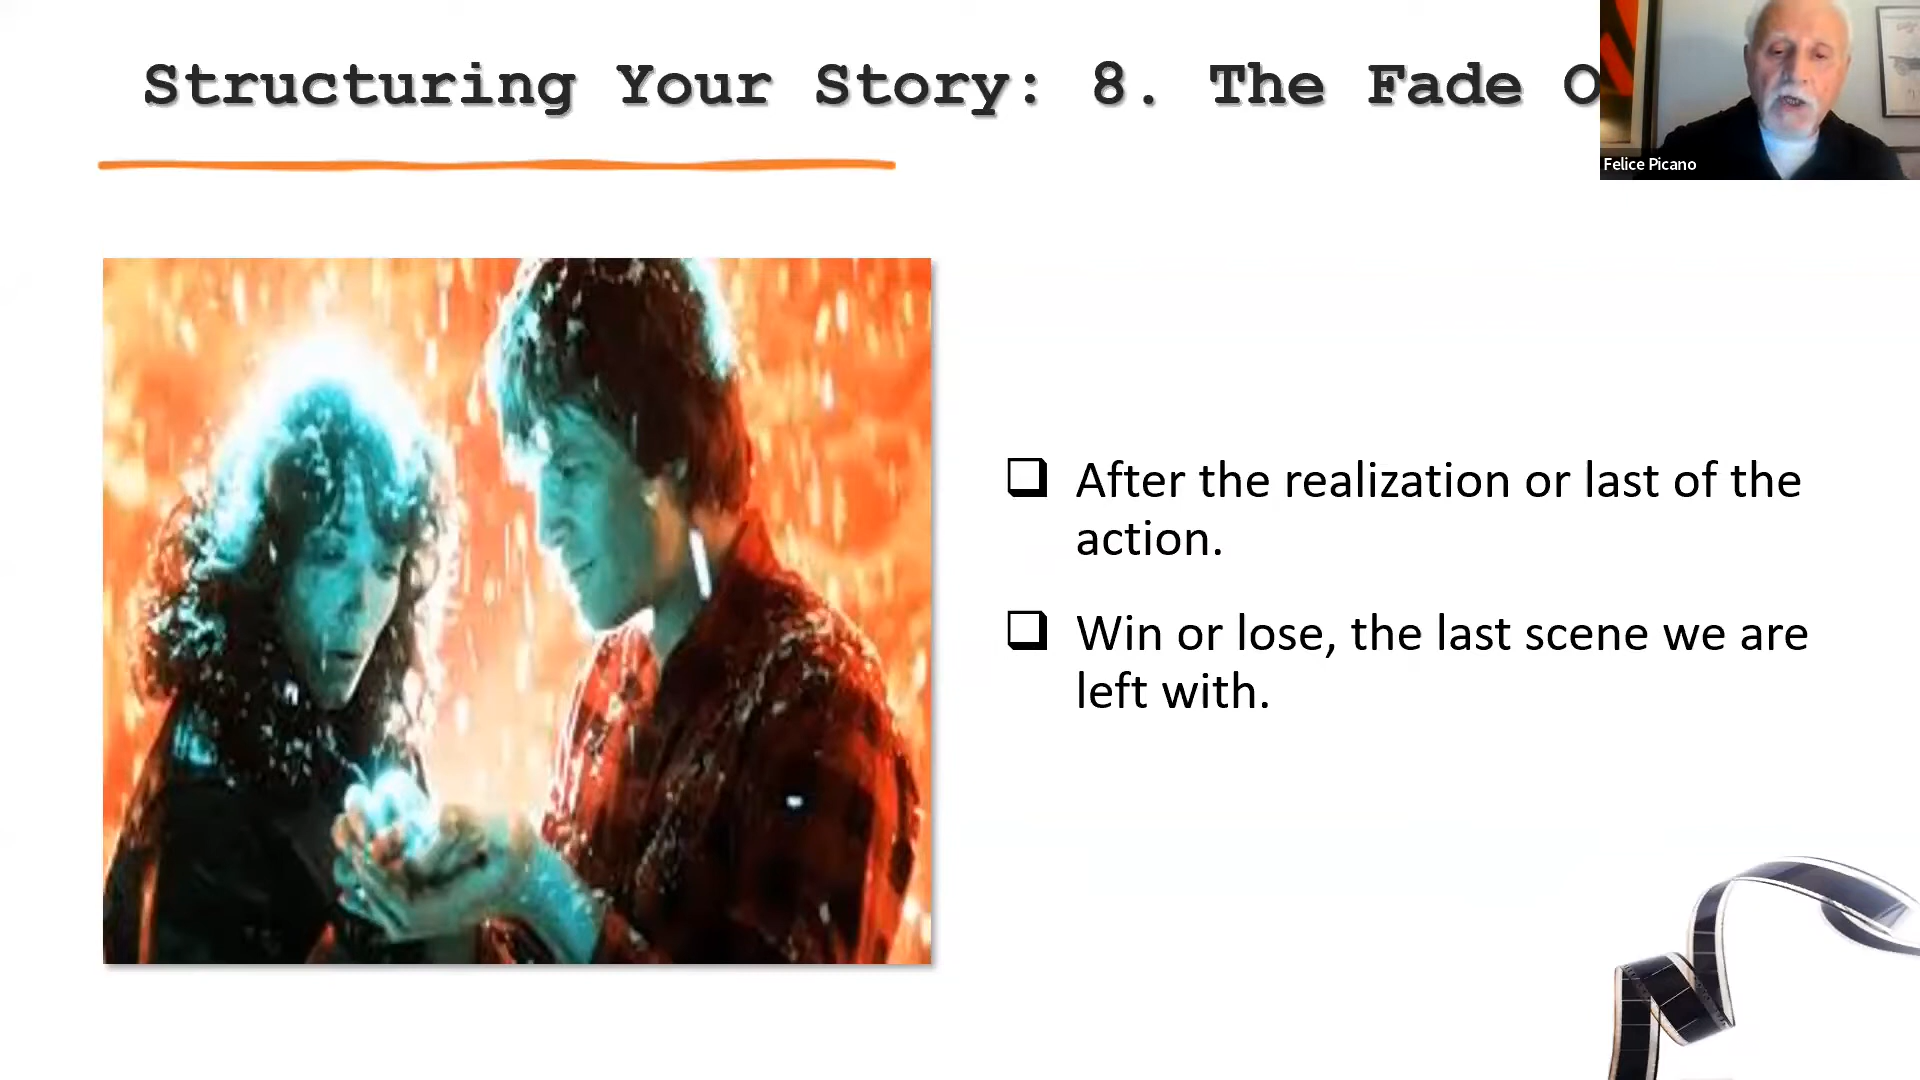 Structuring Your Story: 8. The Fade O
Felice Picano
After the realization or last of the
action.
Win or lose, the last scene we are
left with.